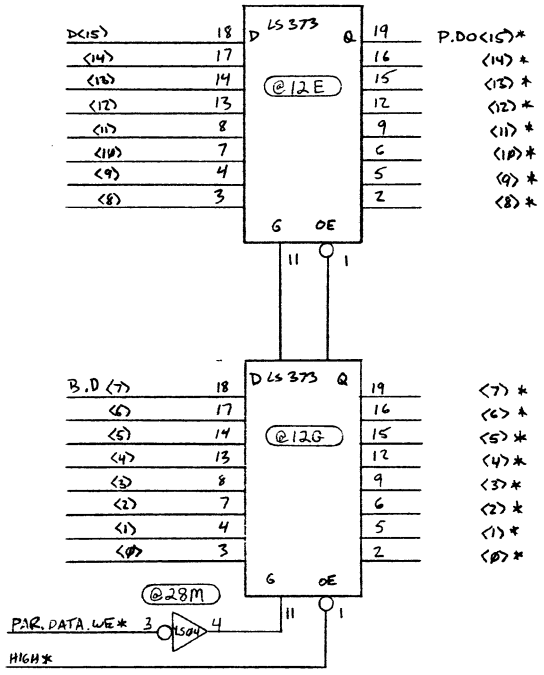 D<15> 18 D LS373 Q 19 P.DO<15>*
<14> 17 16 <14>*
<13> 14 @12E 15 <13>*
<12> 13 12 <12>*
<11> 8 9 <11>*
<10> 7 6 <10>*
<9> 4 5 <9>*
<8> 3 2 <8>*
G OE
11 1
B.D<7> 18 D LS373 Q 19 <7>*
<6> 17 16 <6>*
<5> 14 @12G 15 <5>*
<4> 13 12 <4>*
<3> 8 9 <3>*
<2> 7 6 <2>*
<1> 4 5 <1>*
<0> 3 2 <0>*
G OE
@28M 11 1
PAR.DATA.WE* 3 LS04 4
HIGH*